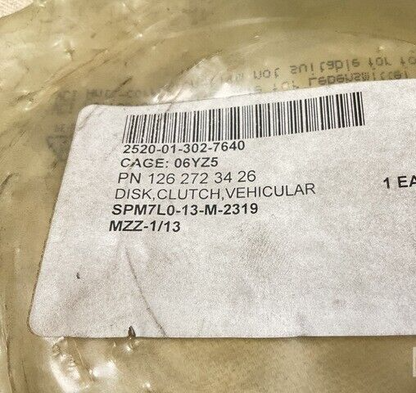 2520-01-302-7640
CAGE: 06YZ5
PN 126 272 34 26
DISK,CLUTCH,VEHICULAR
1 EA
SPM7L0-13-M-2319
MZZ-1/13